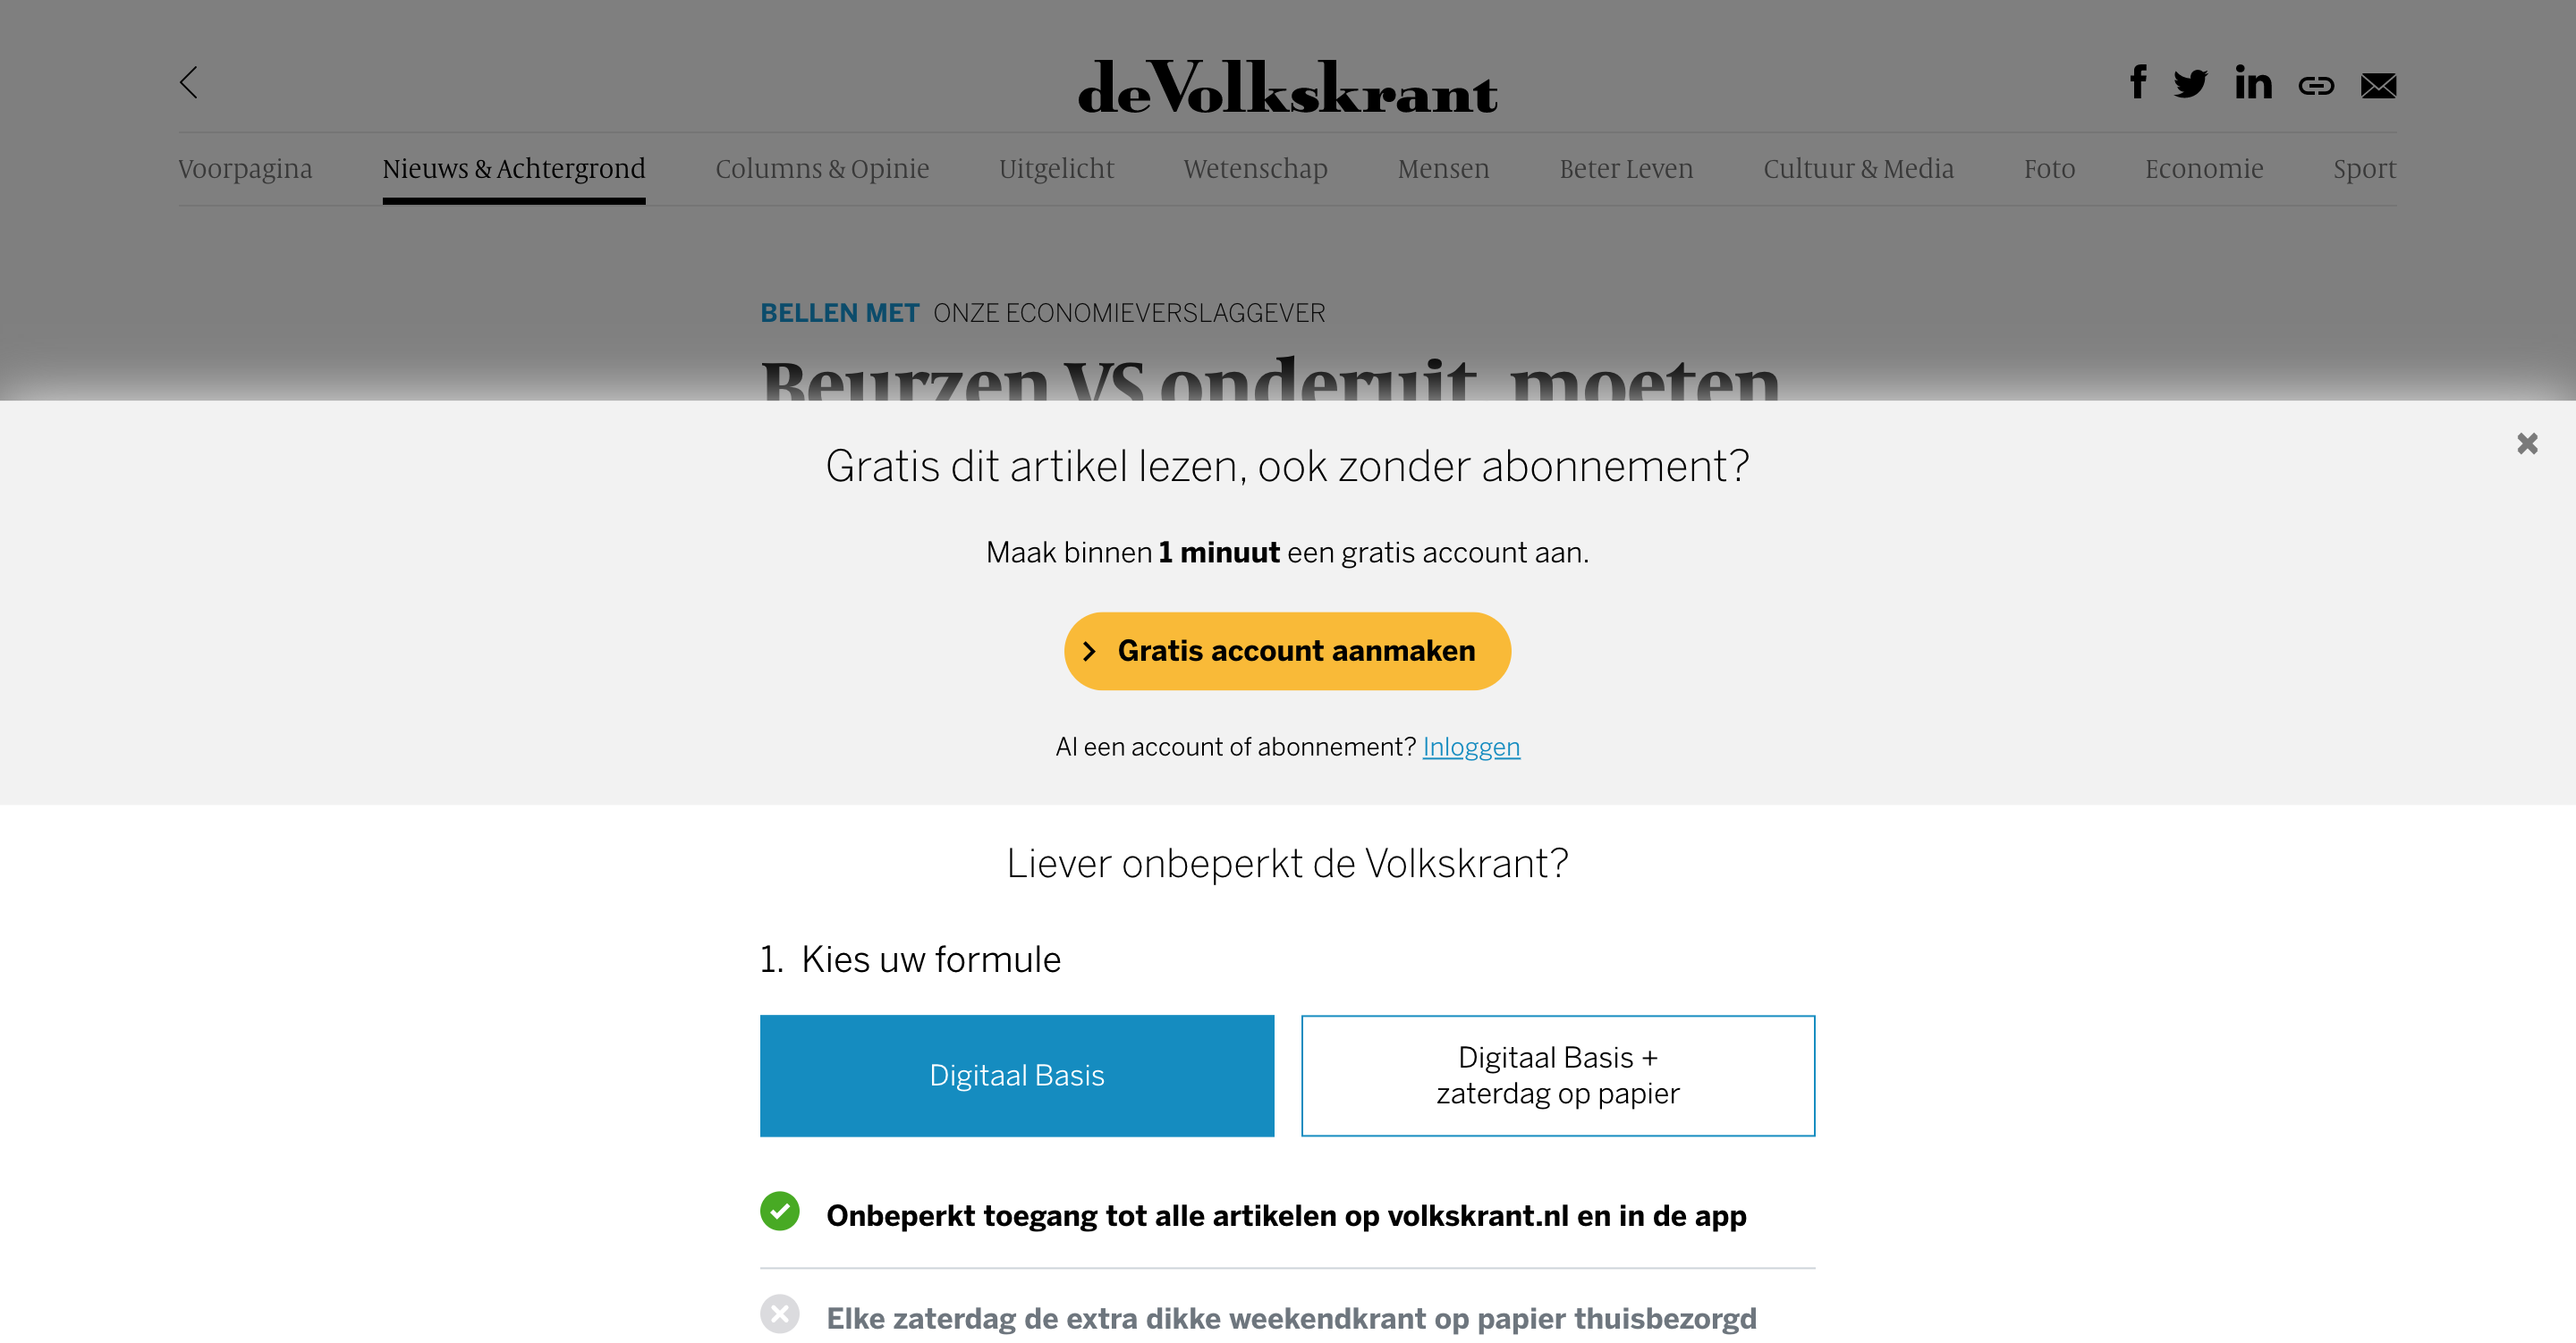 de Volkskrant
Voorpagina Nieuws & Achtergrond Columns & Opinie Uitgelicht Wetenschap Mensen Beter Leven Cultuur & Media Foto Economie Sport
BELLEN MET ONZE ECONOMIEVERSLAGGEVER
Beurzen VS onderuit, moeten
Gratis dit artikel lezen, ook zonder abonnement?
Maak binnen 1 minuut een gratis account aan.
Gratis account aanmaken
Al een account of abonnement? Inloggen
Liever onbeperkt de Volkskrant?
1. Kies uw formule
Digitaal Basis
Digitaal Basis +
zaterdag op papier
Onbeperkt toegang tot alle artikelen op volkskrant.nl en in de app
Elke zaterdag de extra dikke weekendkrant op papier thuisbezorgd